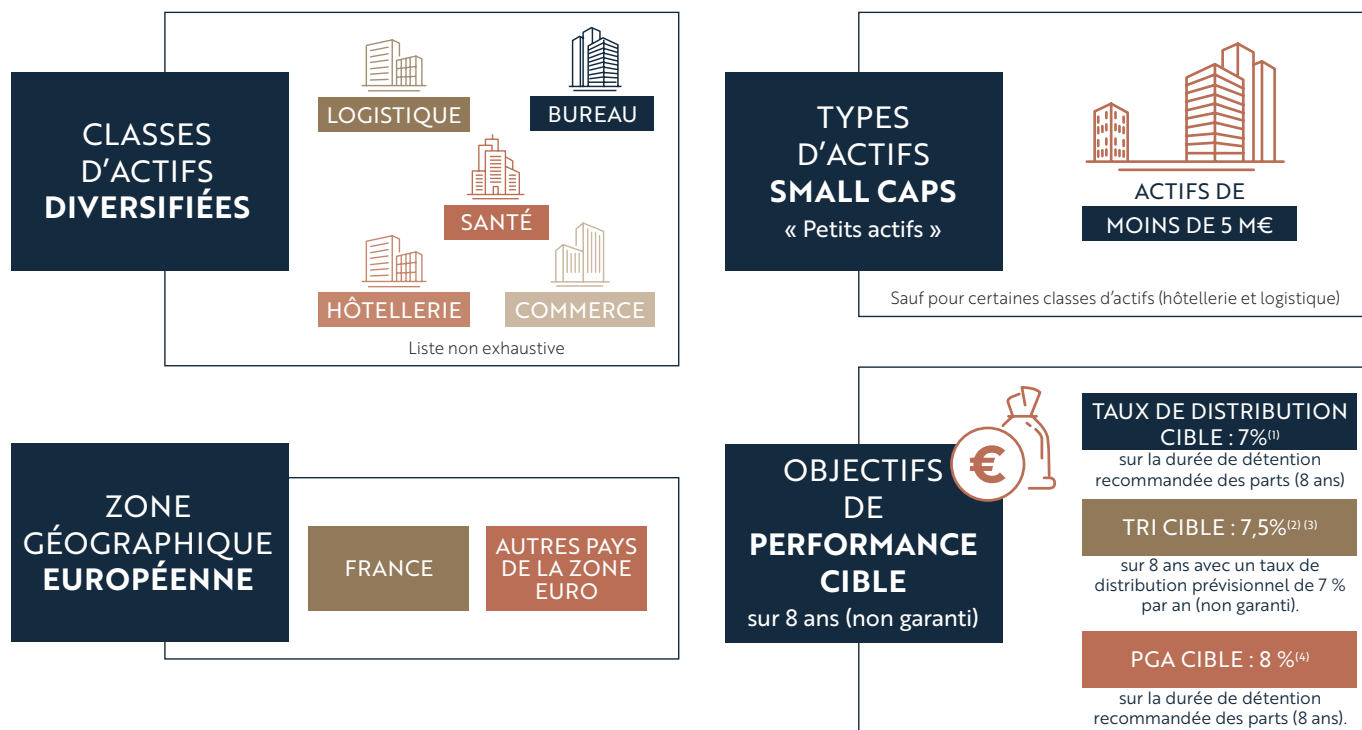 CLASSES
D'ACTIFS
DIVERSIFIÉES
LOGISTIQUE
BUREAU
SANTÉ
HÔTELLERIE
COMMERCE
Liste non exhaustive
TYPES
D'ACTIFS
SMALL CAPS
« Petits actifs »
ACTIFS DE
MOINS DE 5 M€
Sauf pour certaines classes d'actifs (hôtellerie et logistique)
ZONE
GÉOGRAPHIQUE
EUROPÉENNE
FRANCE
AUTRES PAYS
DE LA ZONE
EURO
OBJECTIFS
DE
PERFORMANCE
CIBLE
sur 8 ans (non garanti)
€
TAUX DE DISTRIBUTION
CIBLE : 7%(1)
sur la durée de détention
recommandée des parts (8 ans)
TRI CIBLE : 7,5%(2) (3)
sur 8 ans avec un taux de
distribution prévisionnel de 7 %
par an (non garanti).
PGA CIBLE : 8 %(4)
sur la durée de détention
recommandée des parts (8 ans).